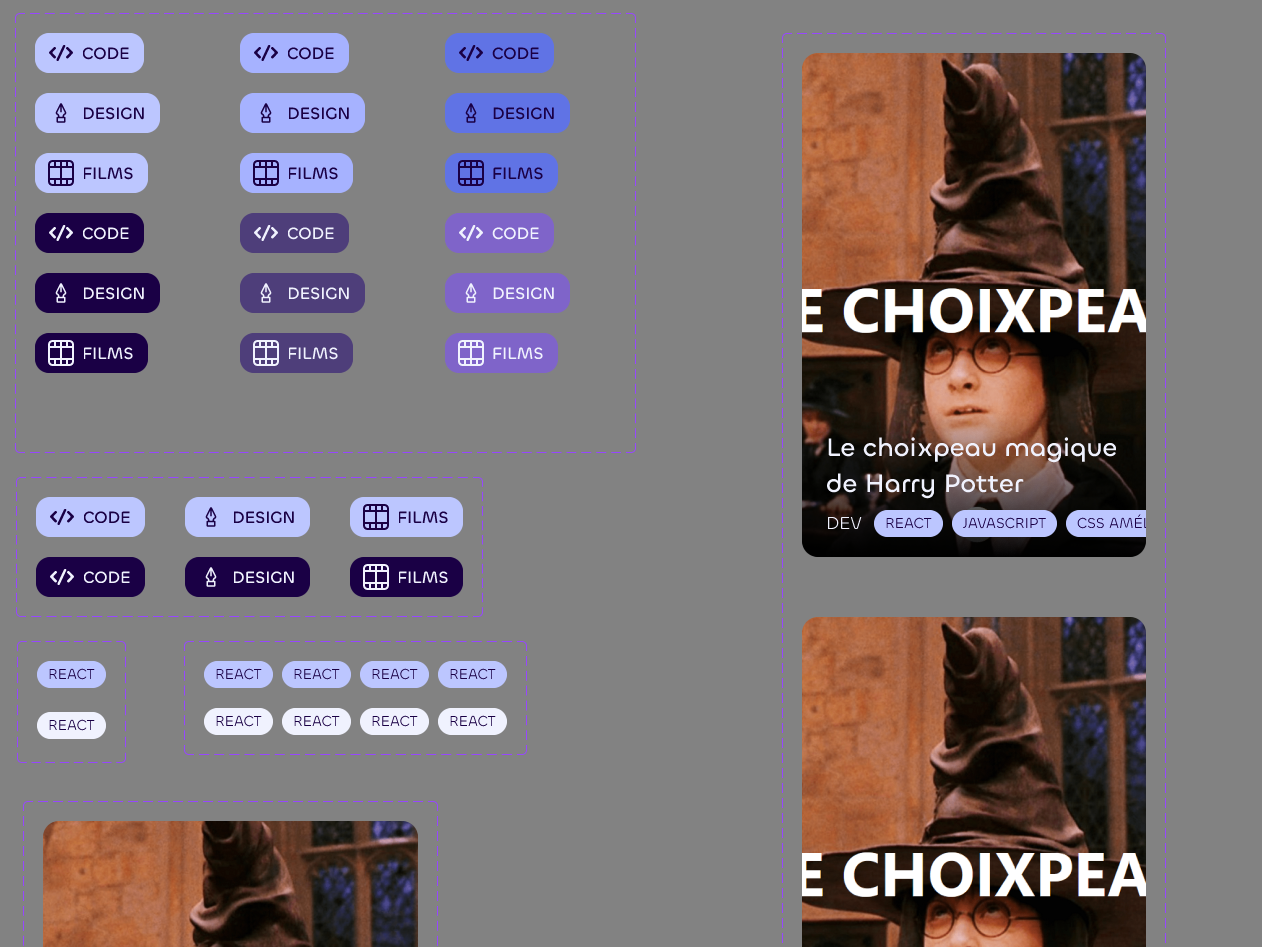 CODE CODE CODE
DESIGN DESIGN DESIGN
FILMS FILMS FILMS
CODE CODE CODE
DESIGN DESIGN DESIGN
FILMS FILMS FILMS
CODE DESIGN FILMS
CODE DESIGN FILMS
REACT
REACT
REACT REACT REACT REACT
REACT REACT REACT REACT
E CHOIXPEA
Le choixpeau magique
de Harry Potter
DEV REACT JAVASCRIPT CSS AMÉL
E CHOIXPEA